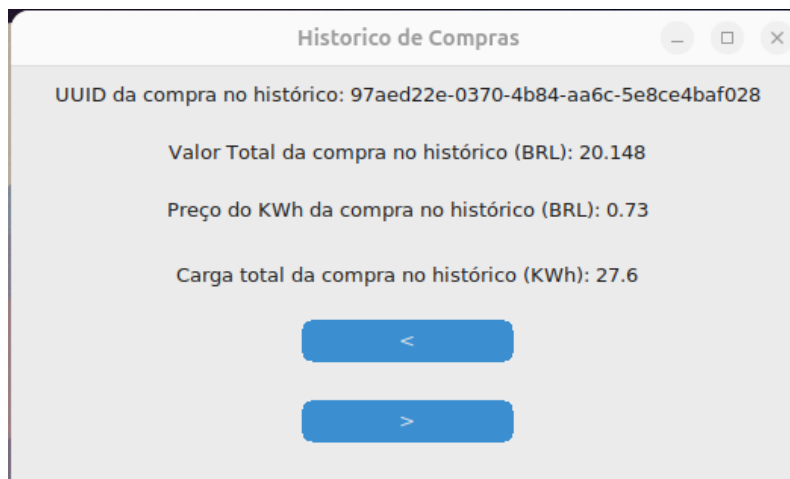 Historico de Compras
UUID da compra no histórico: 97aed22e-0370-4b84-aa6c-5e8ce4baf028
Valor Total da compra no histórico (BRL): 20.148
Preço do KWh da compra no histórico (BRL): 0.73
Carga total da compra no histórico (KWh): 27.6
<
>